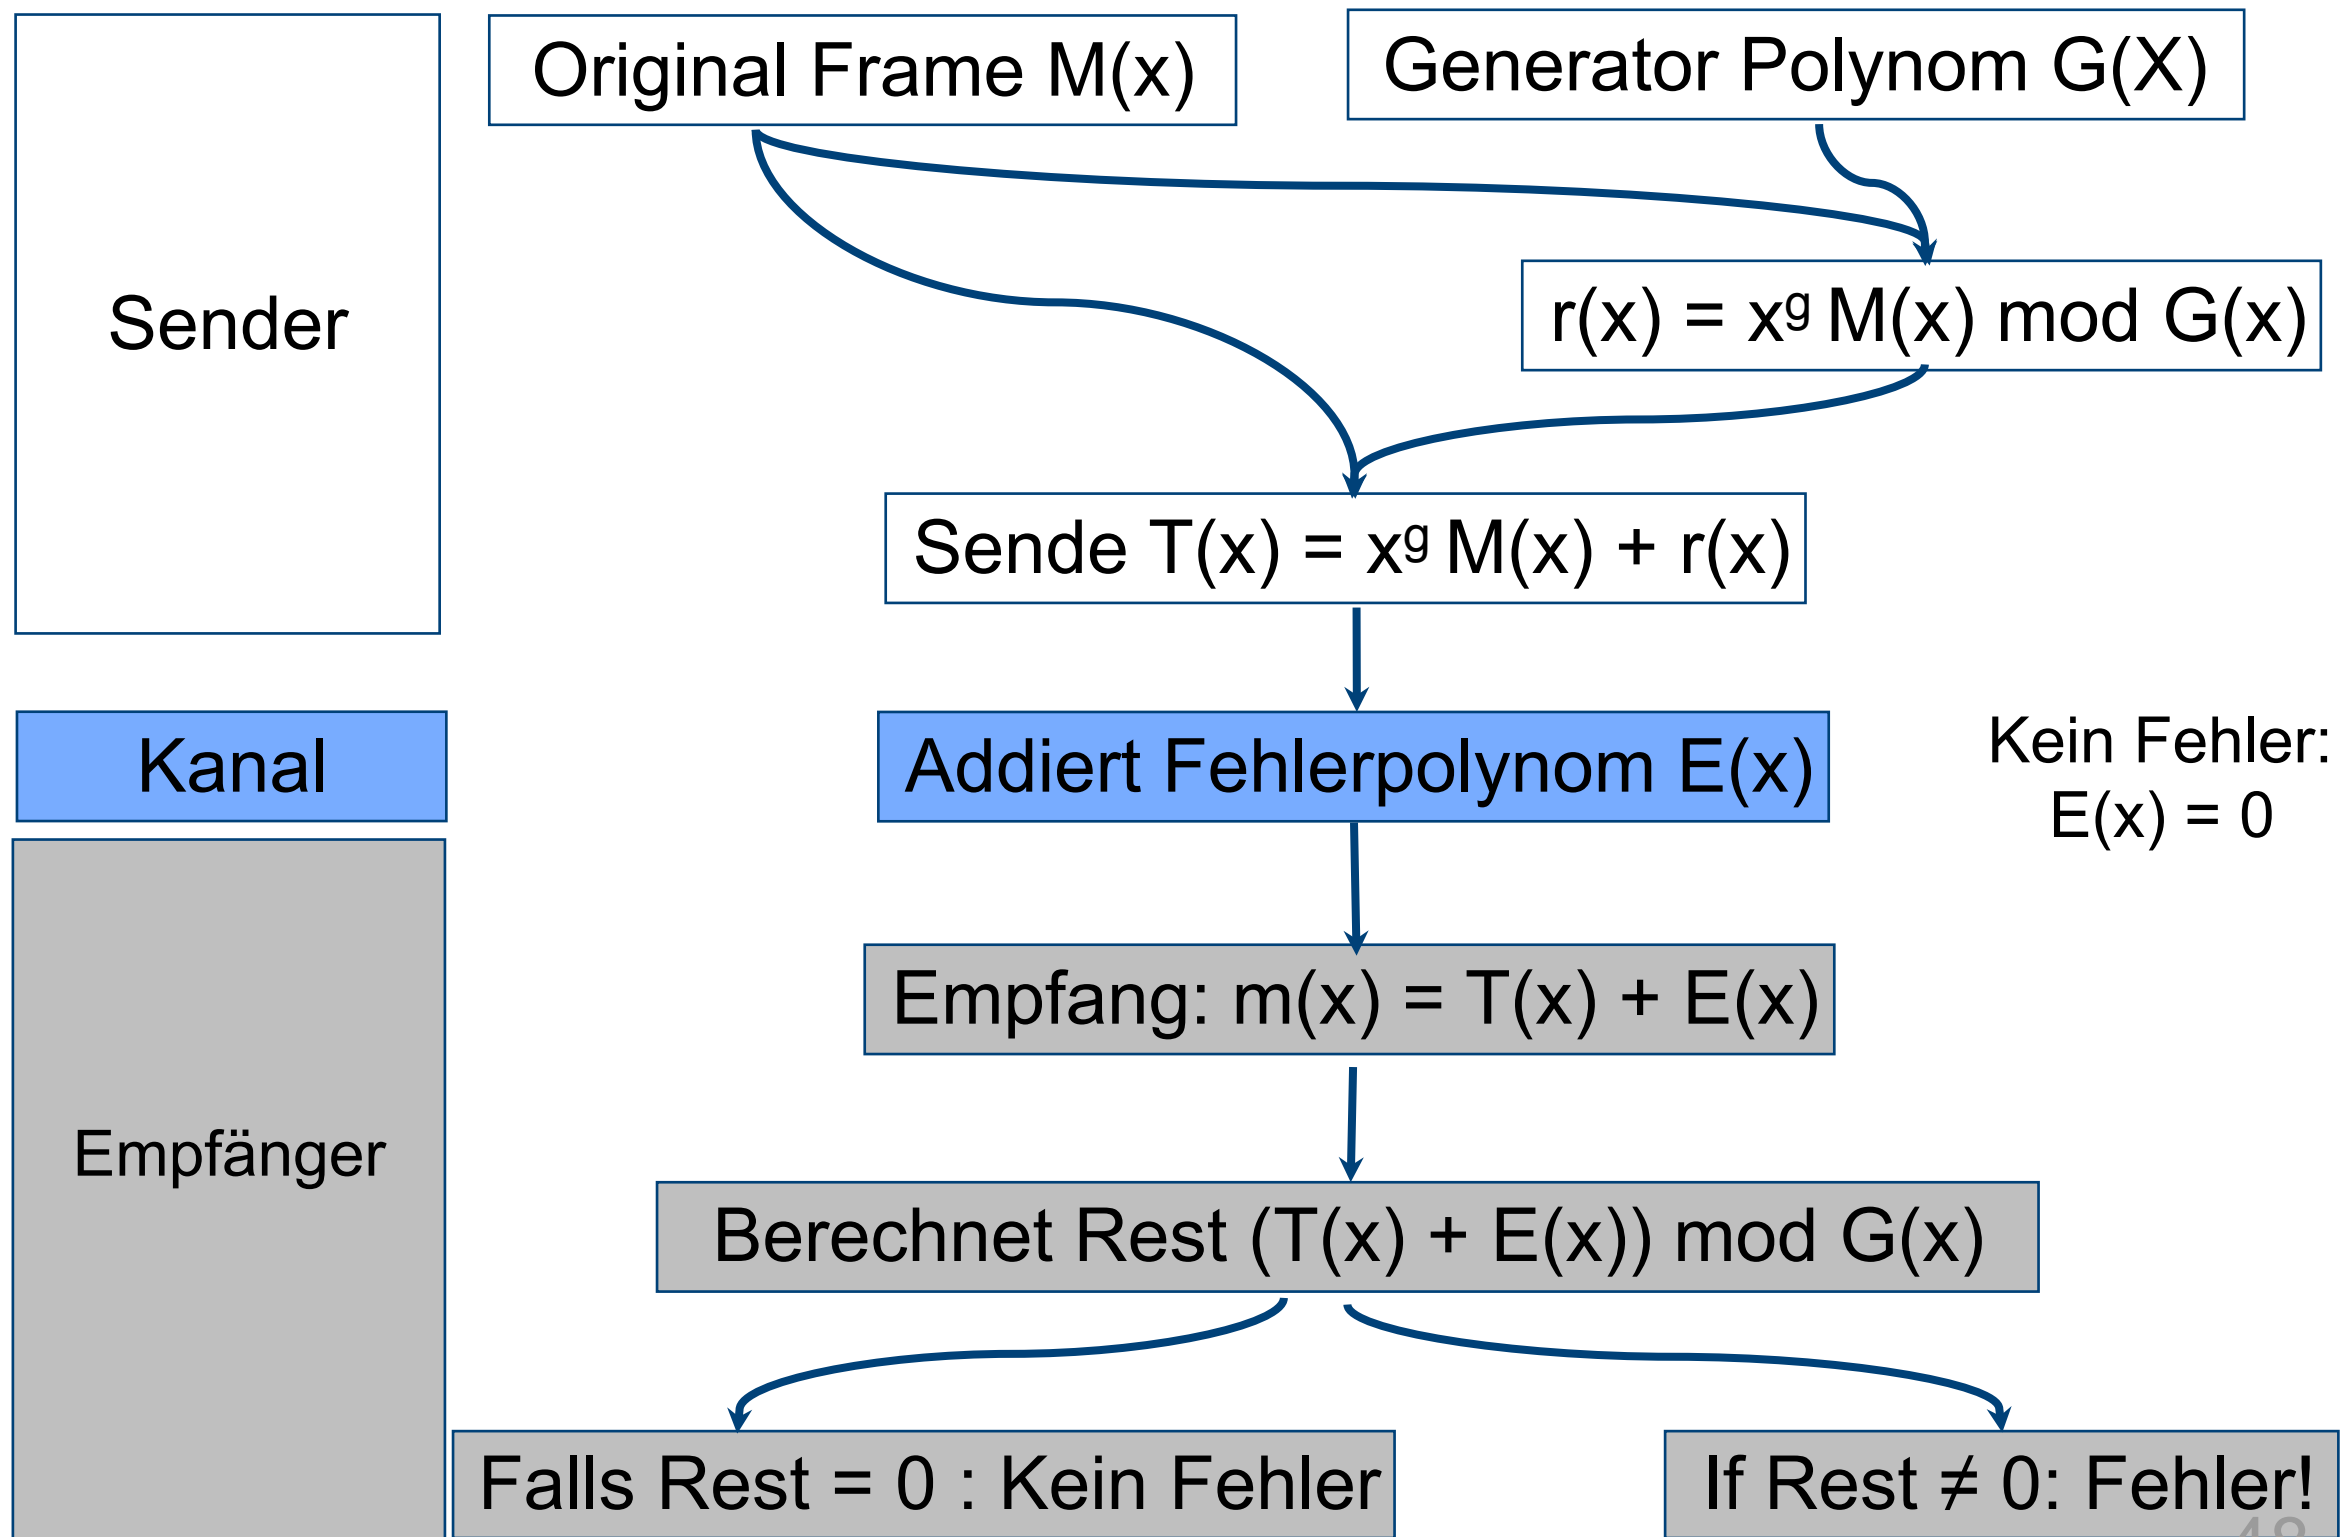 Original Frame M(x)
Generator Polynom G(X)
Sender
r(x) = xᵍ M(x) mod G(x)
Sende T(x) = xᵍ M(x) + r(x)
Kanal
Addiert Fehlerpolynom E(x)
Kein Fehler:
E(x) = 0
Empfang: m(x) = T(x) + E(x)
Empfänger
Berechnet Rest (T(x) + E(x)) mod G(x)
Falls Rest = 0 : Kein Fehler
If Rest ≠ 0: Fehler!